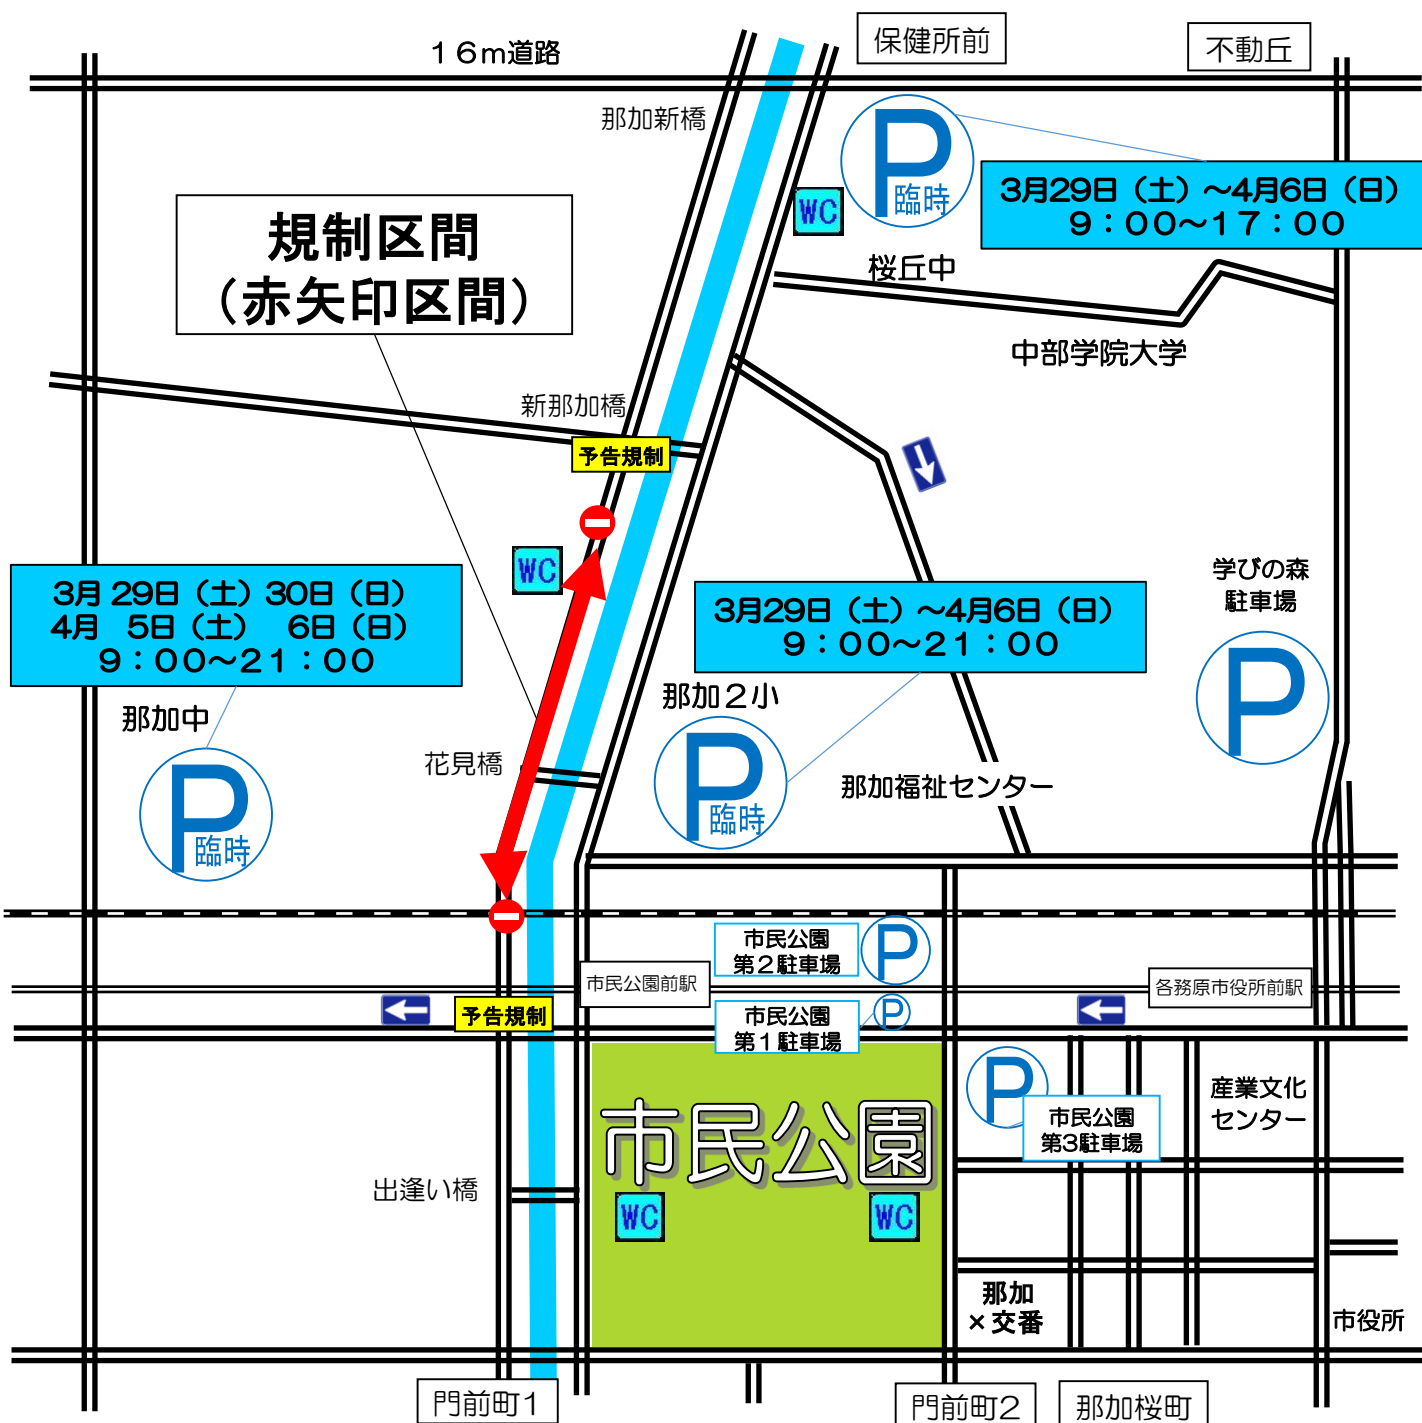 保健所前
不動丘
16m道路
那加新橋
P
臨時
3月29日（土）～4月6日（日）
9：00～17：00
WC
規制区間
（赤矢印区間）
桜丘中
中部学院大学
新那加橋
予告規制
WC
学びの森
駐車場
P
3月29日（土）30日（日）
4月 5日（土） 6日（日）
9：00～21：00
3月29日（土）～4月6日（日）
9：00～21：00
那加中
P
臨時
那加2小
P
臨時
花見橋
那加福祉センター
市民公園
第2駐車場
P
市民公園前駅
各務原市役所前駅
予告規制
市民公園
第1駐車場
P
市民公園
P
市民公園
第3駐車場
産業文化
センター
出逢い橋
WC
WC
那加
×交番
市役所
門前町1
門前町2
那加桜町